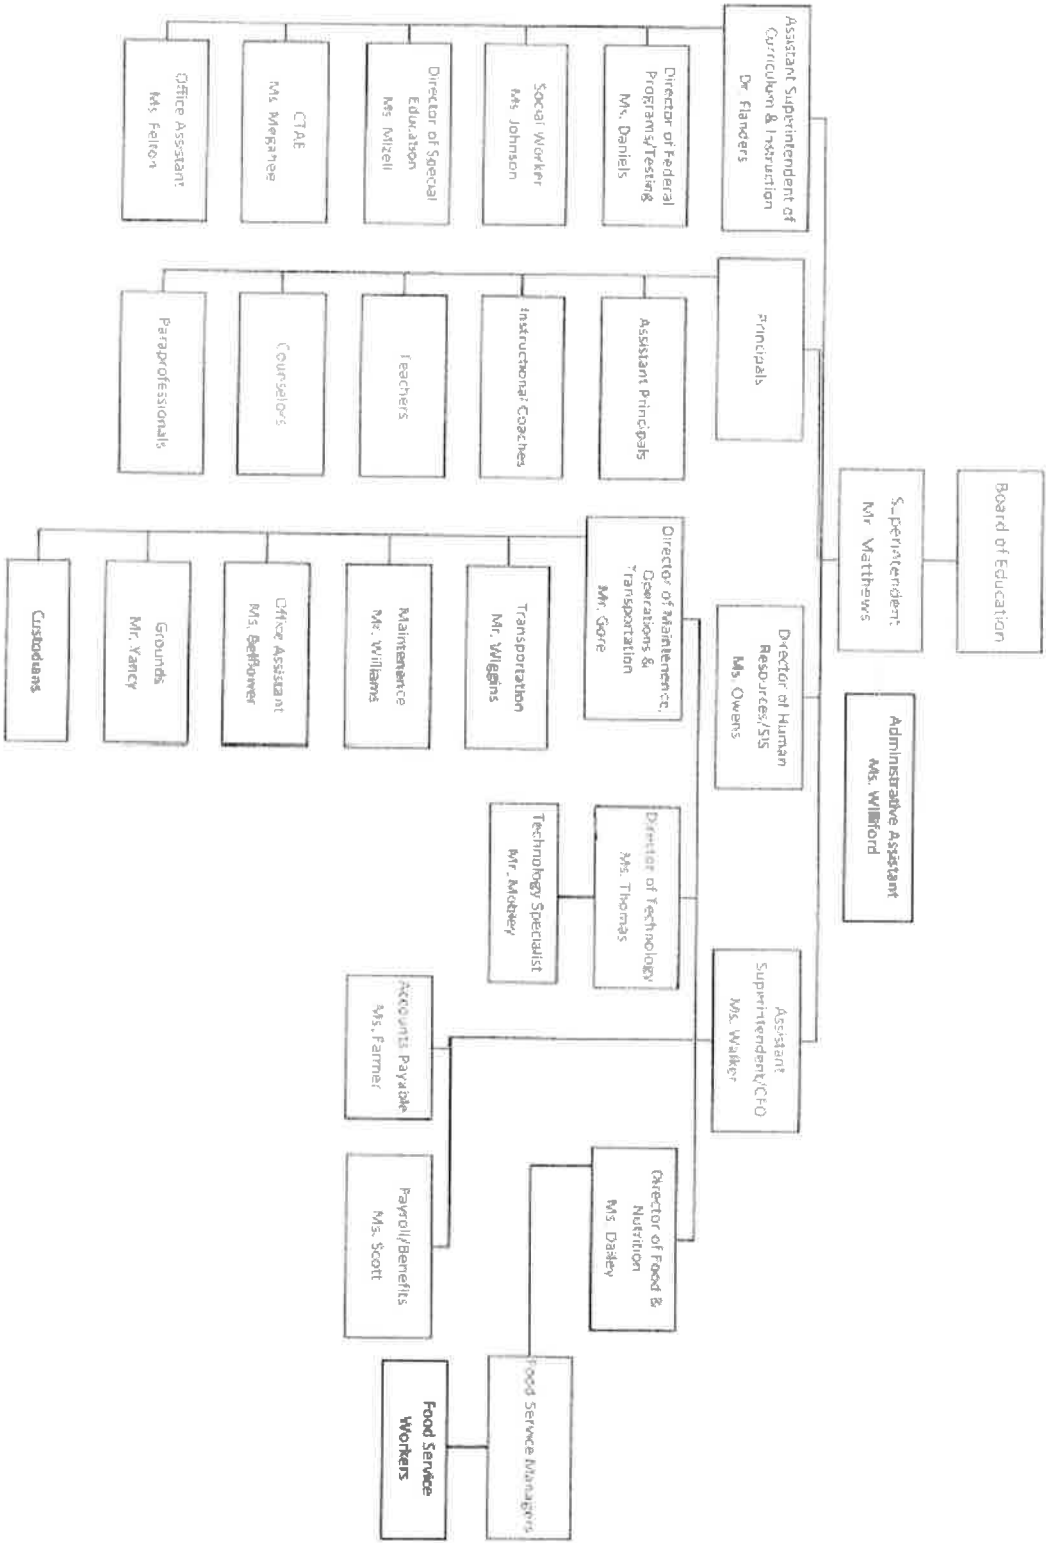 Board of Education
Superintendent
Mr. Matthews
Administrative Assistant
Ms. Williford
Assistant Superintendent of
Curriculum & Instruction
Dr. Flanders
Principals
Director of Human
Resources/SIS
Ms. Owens
Assistant
Superintendent/CFO
Ms. Walker
Director of Federal
Programs/Testing
Ms. Daniels
Social Worker
Ms. Johnson
Director of Special
Education
Ms. Mizell
CTAE
Ms. Megahee
Office Assistant
Ms. Felton
Assistant Principals
Instructional Coaches
Teachers
Counselors
Paraprofessionals
Director of Maintenence,
Operations &
Transportation
Mr. Gore
Transportation
Mr. Wiggins
Maintenance
Mr. Williams
Office Assistant
Ms.
Grounds
Mr. Yancy
Custodians
Director of Technology
Ms. Thomas
Technology Specialist
Mr. Mobley
Accounts Payable
Ms. Farmer
Payroll/Benefits
Ms. Scott
Director of Food &
Nutrition
Ms. Dailey
Food Service Managers
Food Service
Workers